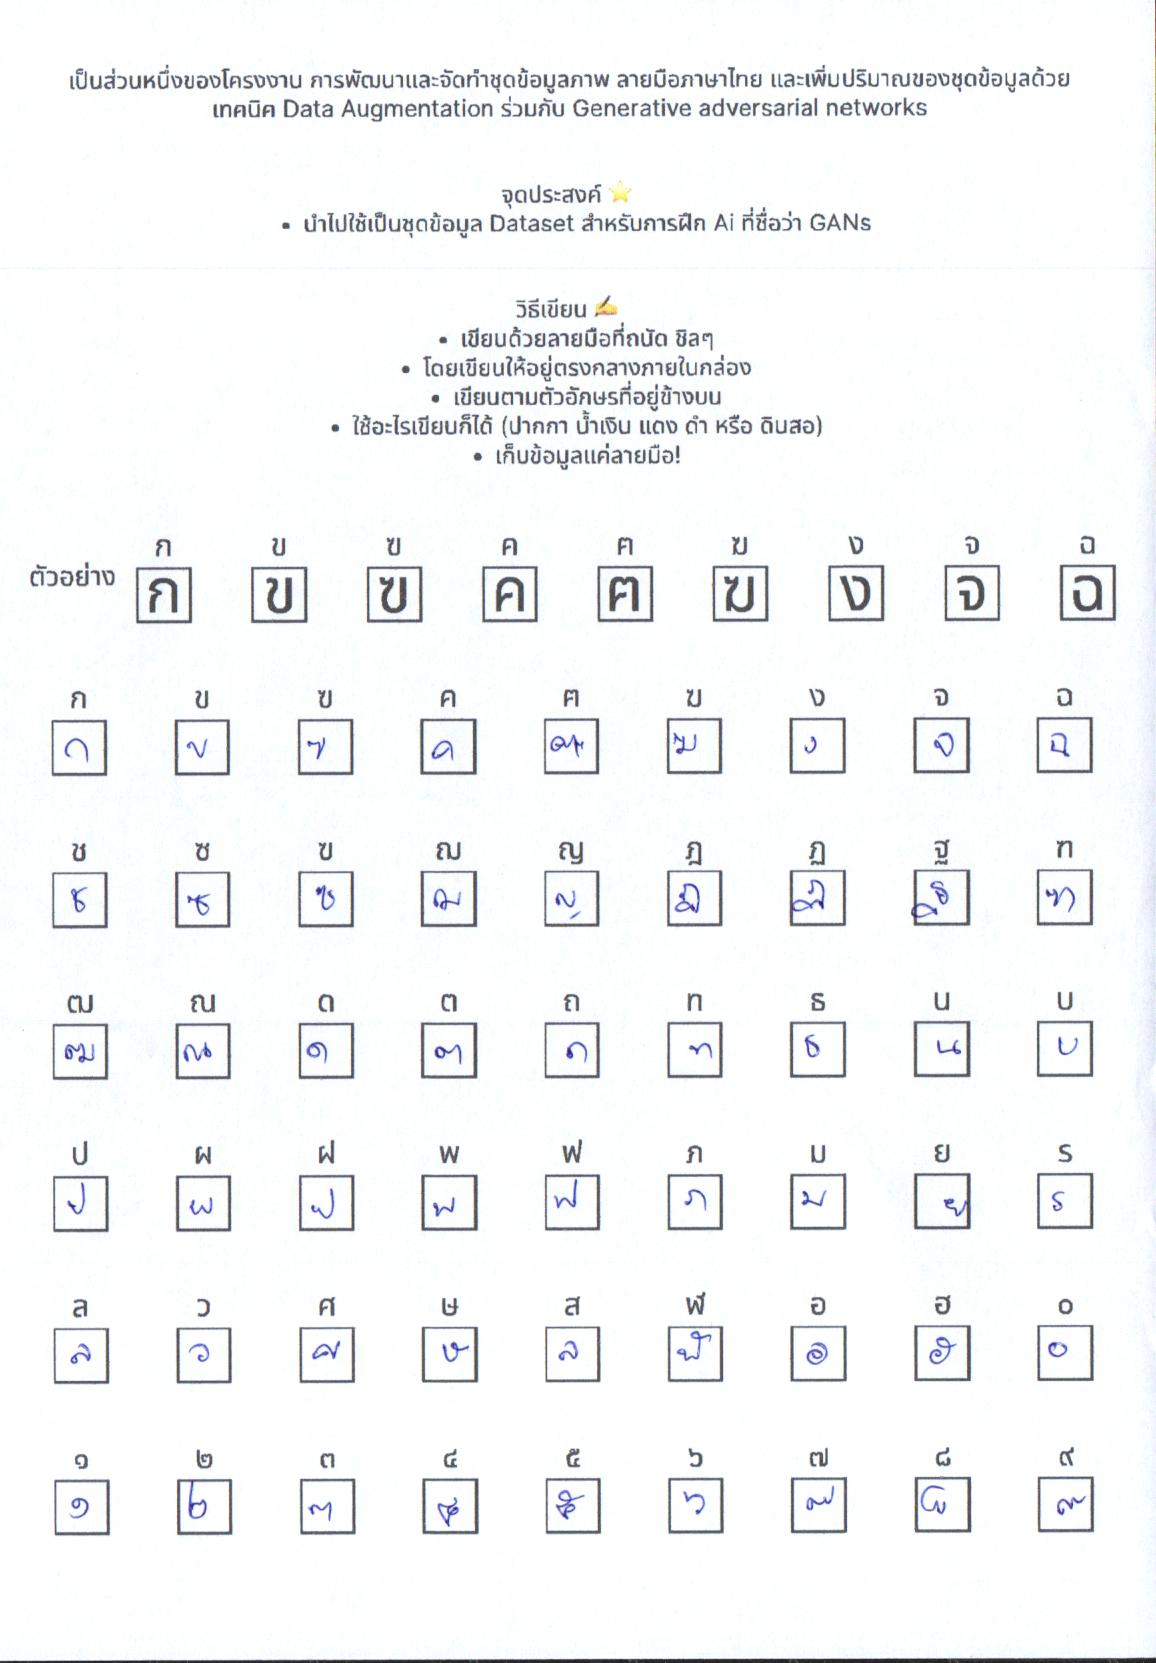 เป็นส่วนหนึ่งของโครงงาน การพัฒนาและจัดทำชุดข้อมูลภาพ ลายมือภาษาไทย และเพิ่มปริมาณของชุดข้อมูลด้วย
เทคนิค Data Augmentation ร่วมกับ Generative adversarial networks
จุดประสงค์ ⭐
• นำไปใช้เป็นชุดข้อมูล Dataset สำหรับการฝึก Ai ที่ชื่อว่า GANs
วิธีเขียน ✍
• เขียนด้วยลายมือที่ถนัด ชิลๆ
• โดยเขียนให้อยู่ตรงกลางภายในกล่อง
• เขียนตามตัวอักษรที่อยู่ข้างบน
• ใช้อะไรเขียนก็ได้ (ปากกา น้ำเงิน แดง ดำ หรือ ดินสอ)
• เก็บข้อมูลแค่ลายมือ!
ก ข ฃ ค ฅ ฆ ง จ ฉ
ตัวอย่าง ก ข ฃ ค ฅ ฆ ง จ ฉ
ก ข ฃ ค ฅ ฆ ง จ ฉ
ก ข ฃ ค ฅ ฆ ง จ ฉ
ช ซ ฃ ฌ ญ ฎ ฏ ฐ ฑ
ช ซ ฃ ฌ ญ ฎ ฏ ฐ ฑ
ฒ ณ ด ต ถ ท ธ น บ
ฒ ณ ด ต ถ ท ธ น บ
ป ผ ฝ พ ฟ ภ ม ย ร
ป ผ ฝ พ ฟ ภ ม ย ร
ล ว ศ ษ ส ฬ อ ฮ ๐
ล ว ศ ษ ส ฬ อ ฮ ๐
๑ ๒ ๓ ๔ ๕ ๖ ๗ ๘ ๙
๑ ๒ ๓ ๔ ๕ ๖ ๗ ๘ ๙